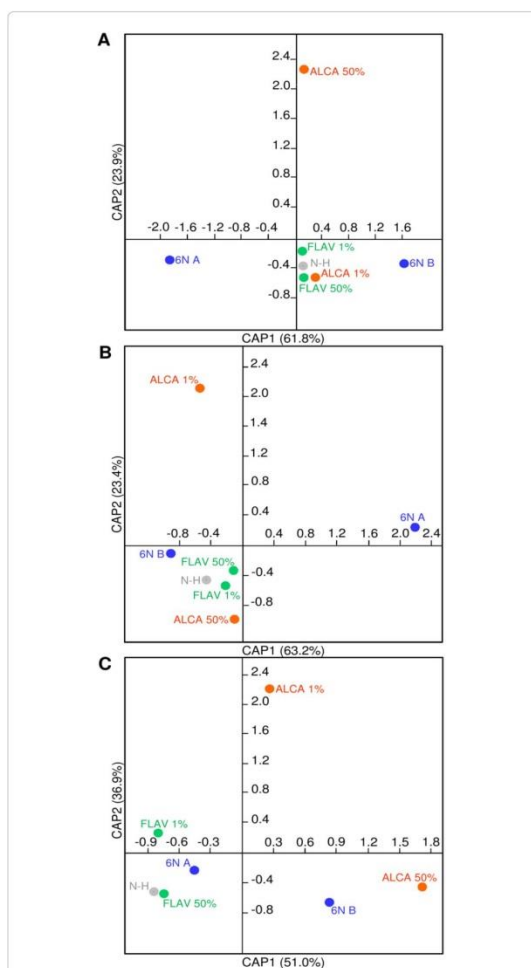 A
2.4
ALCA 50%
2.0
1.6
1.2
0.8
0.4
CAP2 (23.9%)
-2.0 -1.6 -1.2 -0.8 -0.4 0.4 0.8 1.2 1.6
FLAV 1%
6N A
-0.4 N-H 6N B
ALCA 1%
-0.8 FLAV 50%
CAP1 (61.8%)
B
2.4
ALCA 1%
2.0
1.4
1.2
0.8
CAP2 (23.4%)
0.4 6N A
-0.8 -0.4 0.4 0.8 1.2 1.6 2.0 2.4
6N B
FLAV 50%
N-H -0.4
FLAV 1%
-0.8
ALCA 50%
CAP1 (63.2%)
C
2.4
ALCA 1%
2.0
1.6
1.2
0.8
CAP2 (36.9%)
FLAV 1% 0.4
-0.9 -0.6 -0.3 0.3 0.6 0.9 1.2 1.5 1.8
6N A
-0.4 ALCA 50%
N-H
FLAV 50% 6N B
-0.8
CAP1 (51.0%)